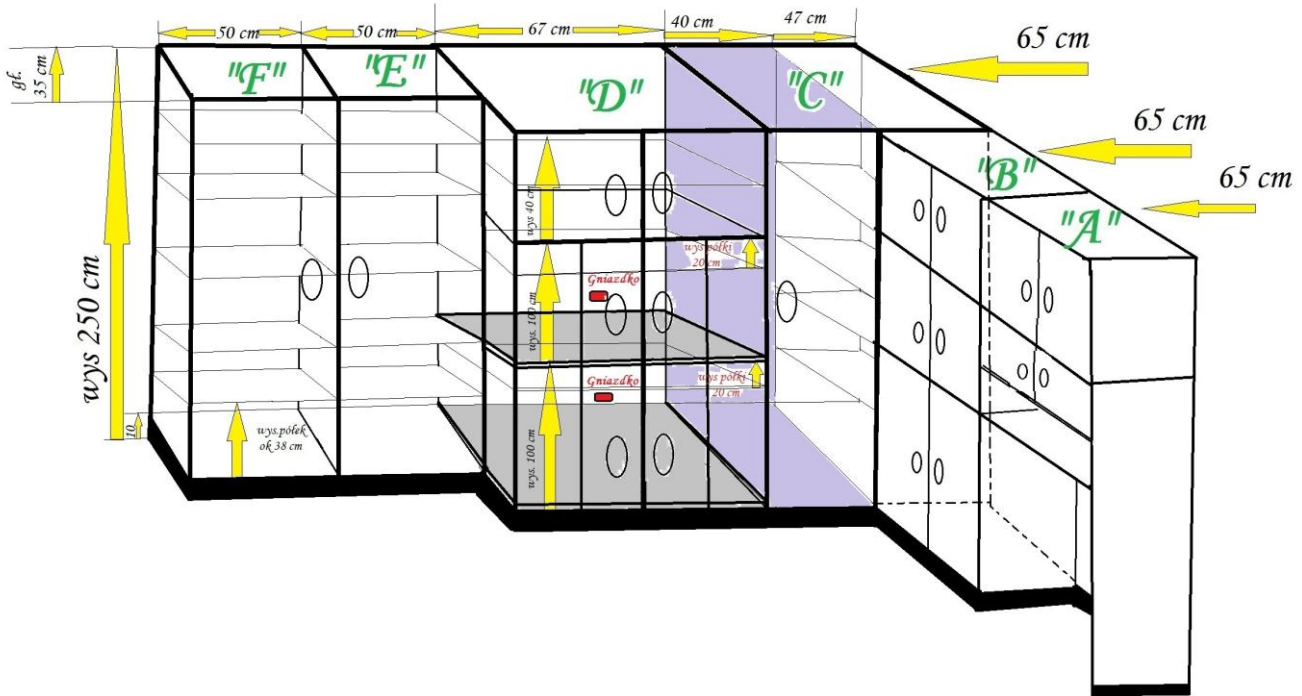 50 cm
50 cm
67 cm
40 cm
47 cm
65 cm
gł.
35 cm
"F"
"E"
"D"
"C"
65 cm
"B"
65 cm
"A"
wys 250 cm
wys 40 cm
wys półki
20 cm
Gniazdko
wys. 100 cm
wys półki
20 cm
Gniazdko
10
wys.półek
ok 38 cm
wys. 100 cm